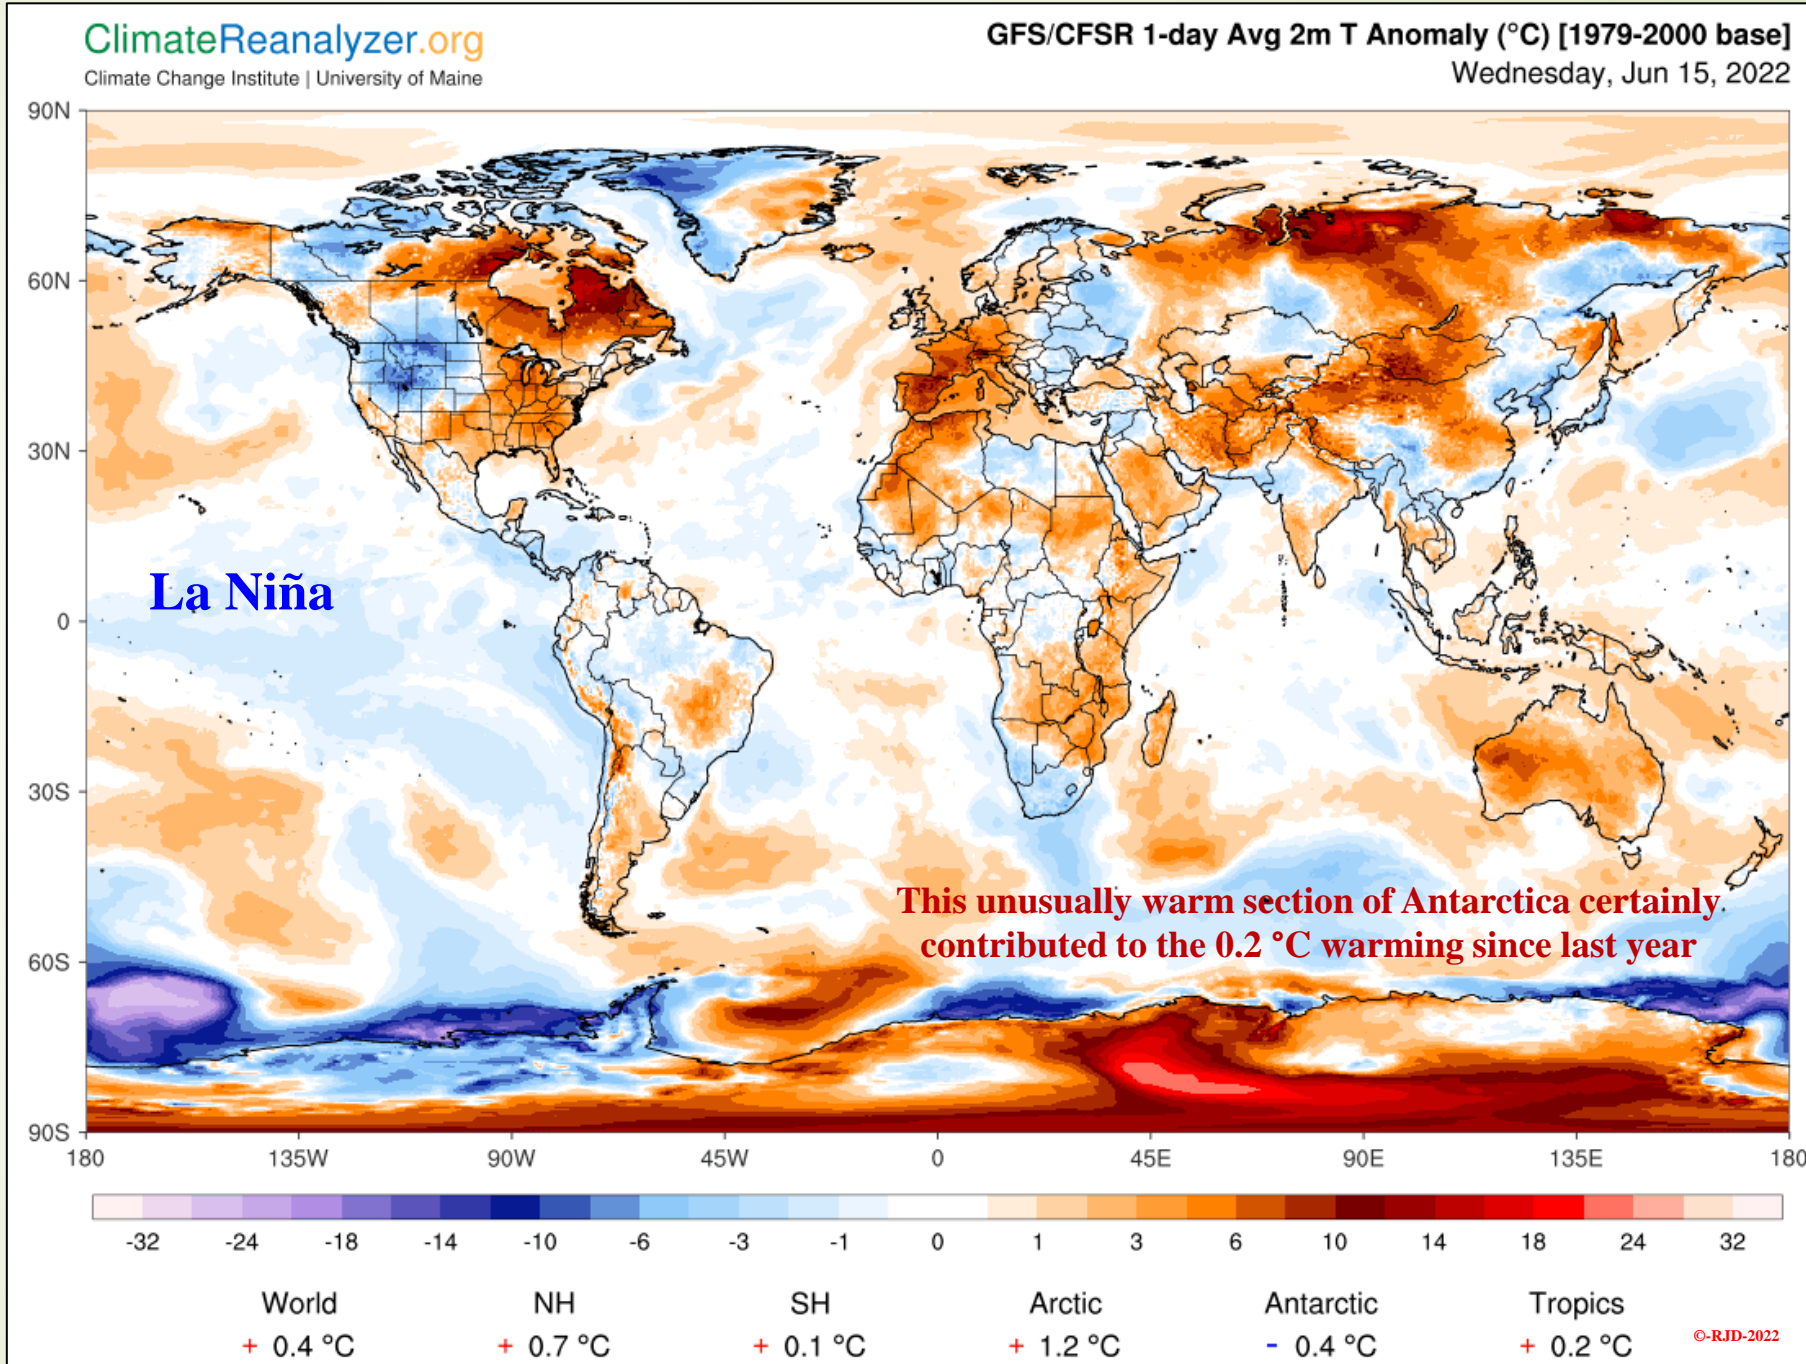 ClimateReanalyzer.org
Climate Change Institute | University of Maine
GFS/CFSR 1-day Avg 2m T Anomaly (°C) [1979-2000 base]
Wednesday, Jun 15, 2022
90N
60N
30N
La Niña
0
30S
This unusually warm section of Antarctica certainly
contributed to the 0.2 °C warming since last year
60S
90S
180 135W 90W 45W 0 45E 90E 135E 180
-32 -24 -18 -14 -10 -6 -3 -1 0 1 3 6 10 14 18 24 32
World NH SH Arctic Antarctic Tropics
+ 0.4 °C + 0.7 °C + 0.1 °C + 1.2 °C - 0.4 °C + 0.2 °C
©-RJD-2022